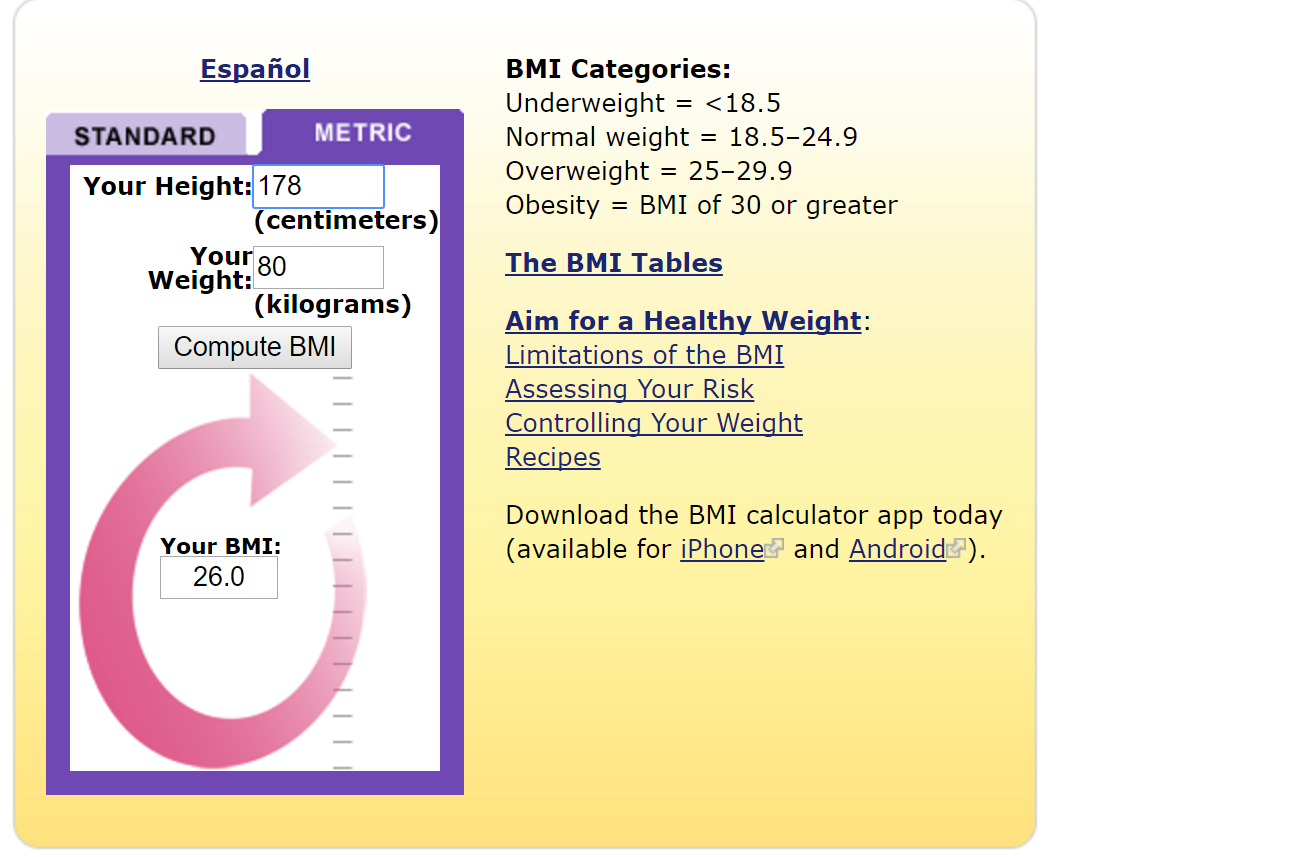 Español
STANDARD
METRIC
Your Height:
178
(centimeters)
Your
Weight:
80
(kilograms)
Compute BMI
Your BMI:
26.0
BMI Categories:
Underweight = <18.5
Normal weight = 18.5–24.9
Overweight = 25–29.9
Obesity = BMI of 30 or greater
The BMI Tables
Aim for a Healthy Weight:
Limitations of the BMI
Assessing Your Risk
Controlling Your Weight
Recipes
Download the BMI calculator app today
(available for iPhone and Android).